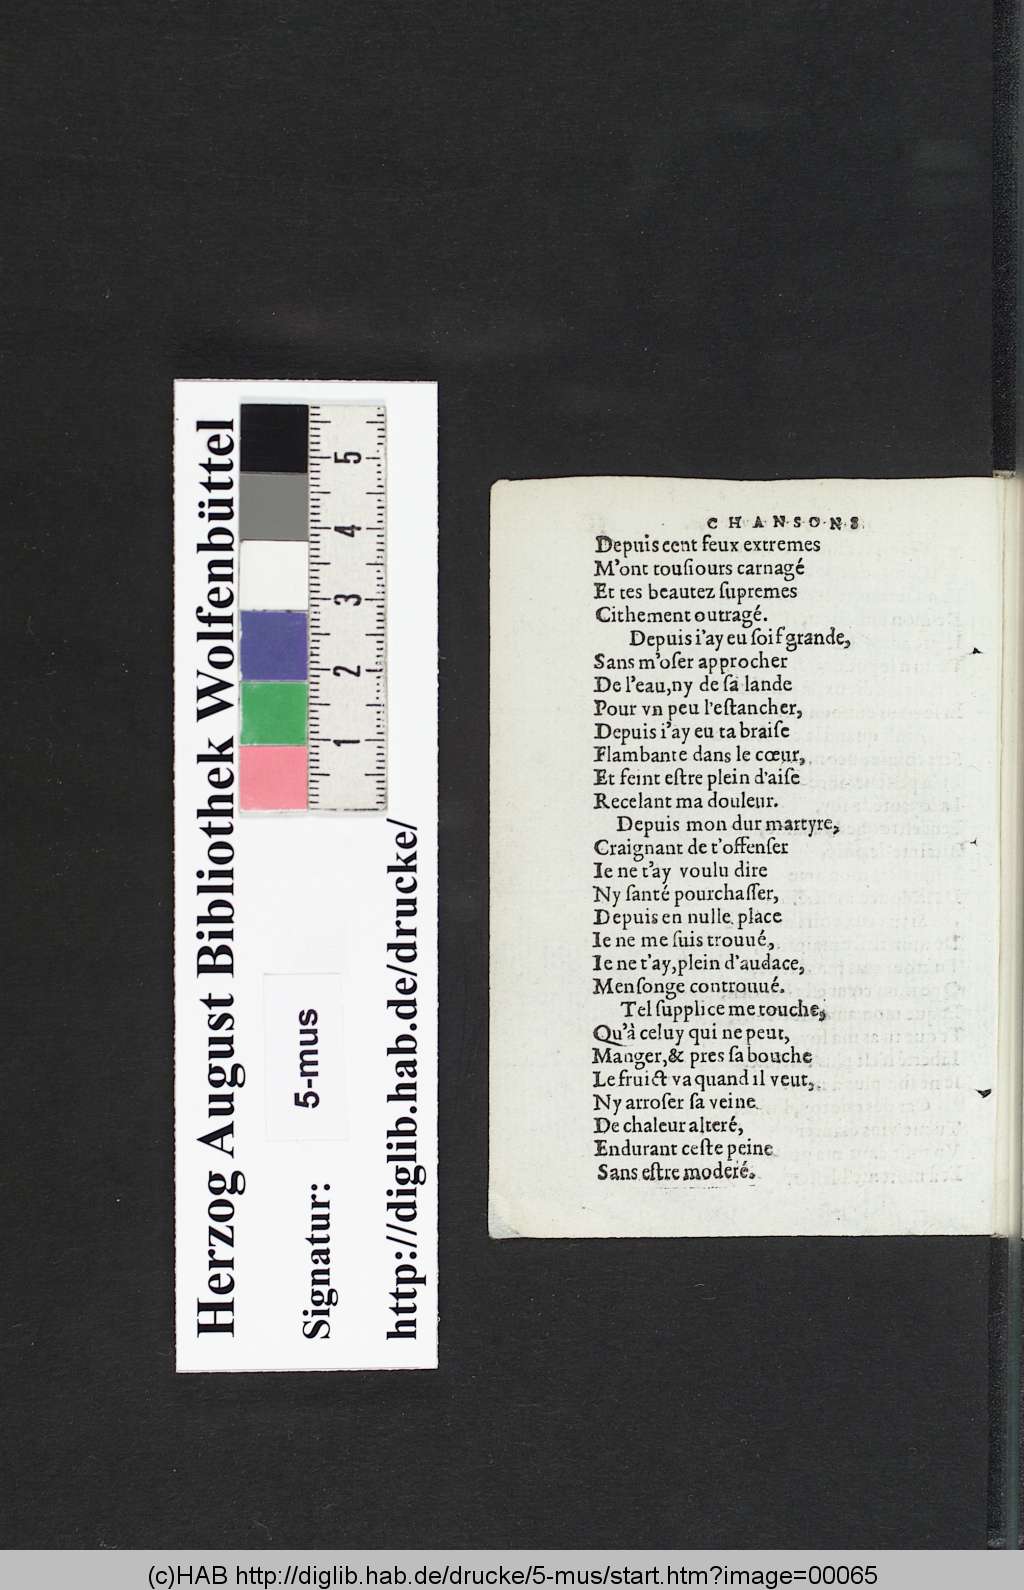 Herzog August Bibliothek Wolfenbüttel
5 4 3 2 1
Signatur: 5-mus
http://diglib.hab.de/drucke/
CHANSONS
Depuis cent feux extremes
M'ont touſiours carnagé
Et tes beautez ſupremes
Cithement outragé.
Depuis i'ay eu ſoif grande,
Sans m'oſer approcher
De l'eau,ny de ſa lande
Pour vn peu l'eſtancher,
Depuis i'ay eu ta braiſe
Flambante dans le cœur,
Et feint eſtre plein d'aiſe
Recelant ma douleur.
Depuis mon dur martyre,
Craignant de t'offenſer
Ie ne t'ay voulu dire
Ny ſanté pourchaſſer,
Depuis en nulle place
Ie ne me ſuis trouué,
Ie ne t'ay,plein d'audace,
Menſonge controuué.
Tel ſupplice me touche,
Qu'à celuy qui ne peut,
Manger,& pres ſa bouche
Le fruict va quand il veut,
Ny arroſer ſa veine
De chaleur alteré,
Endurant ceſte peine
Sans eſtre moderé.
(c)HAB http://diglib.hab.de/drucke/5-mus/start.htm?image=00065